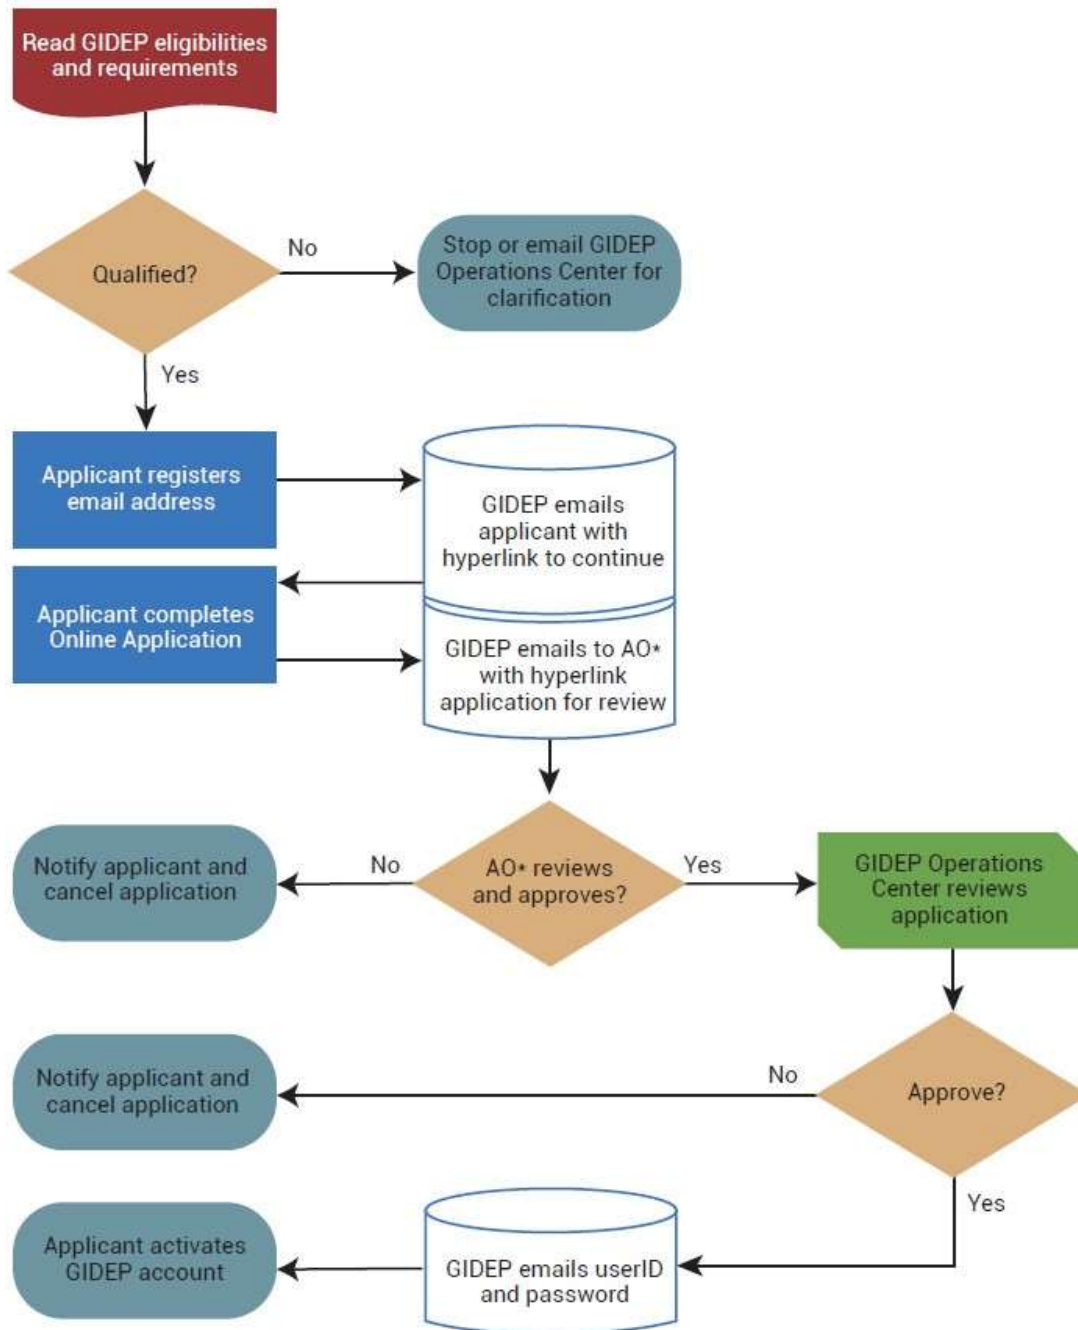 Read GIDEP eligibilities
and requirements
Qualified?
No
Stop or email GIDEP
Operations Center for
clarification
Yes
Applicant registers
email address
GIDEP emails
applicant with
hyperlink to continue
Applicant completes
Online Application
GIDEP emails to AO*
with hyperlink
application for review
Notify applicant and
cancel application
No
AO* reviews
and approves?
Yes
GIDEP Operations
Center reviews
application
Notify applicant and
cancel application
No
Approve?
Yes
Applicant activates
GIDEP account
GIDEP emails userID
and password